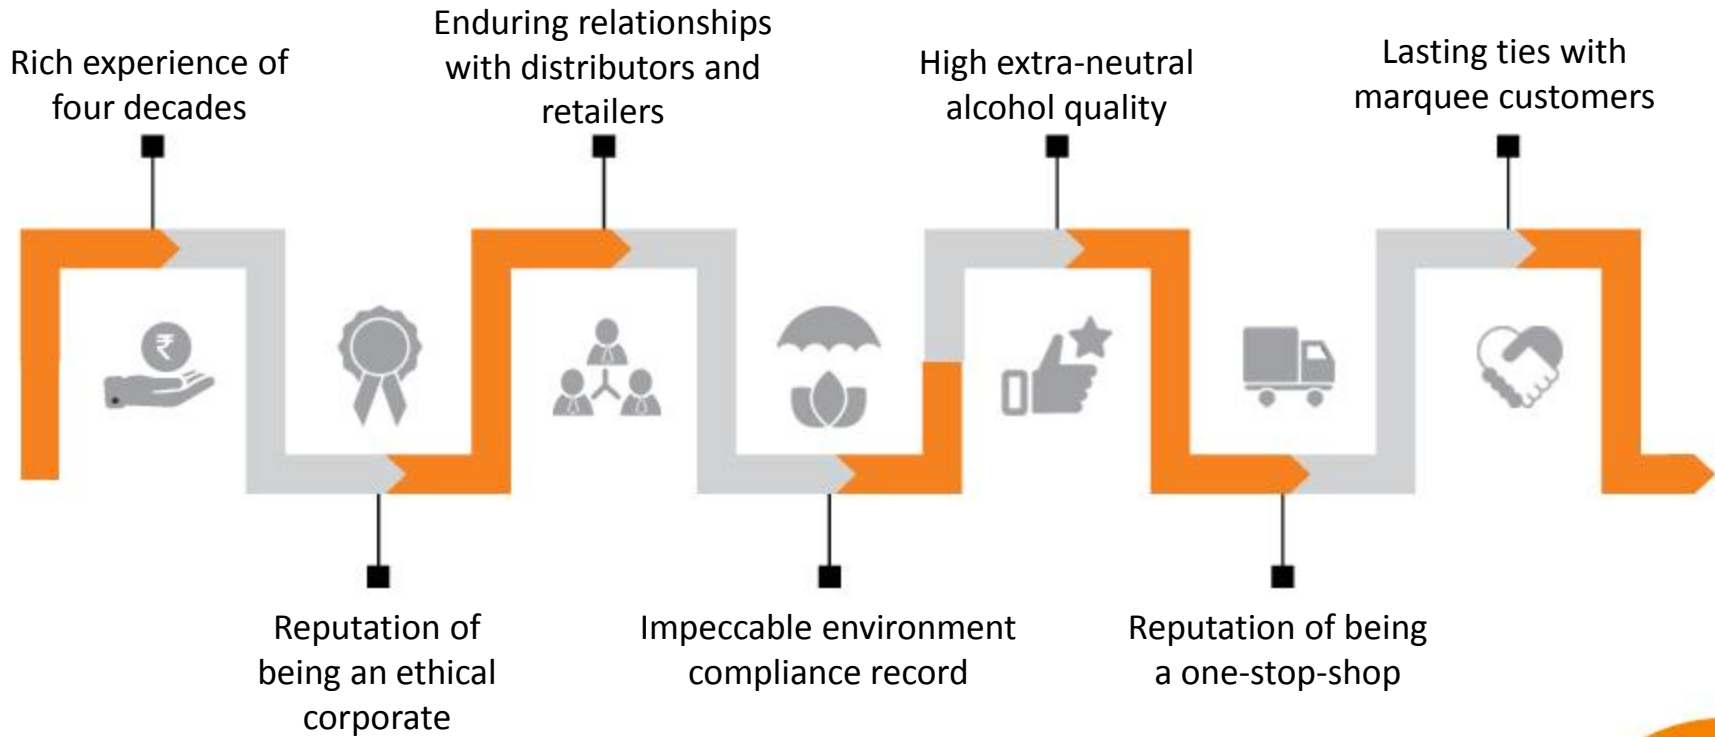 Rich experience of
four decades
Reputation of
being an ethical
corporate
Enduring relationships
with distributors and
retailers
Impeccable environment
compliance record
High extra-neutral
alcohol quality
Reputation of being
a one-stop-shop
Lasting ties with
marquee customers
₹